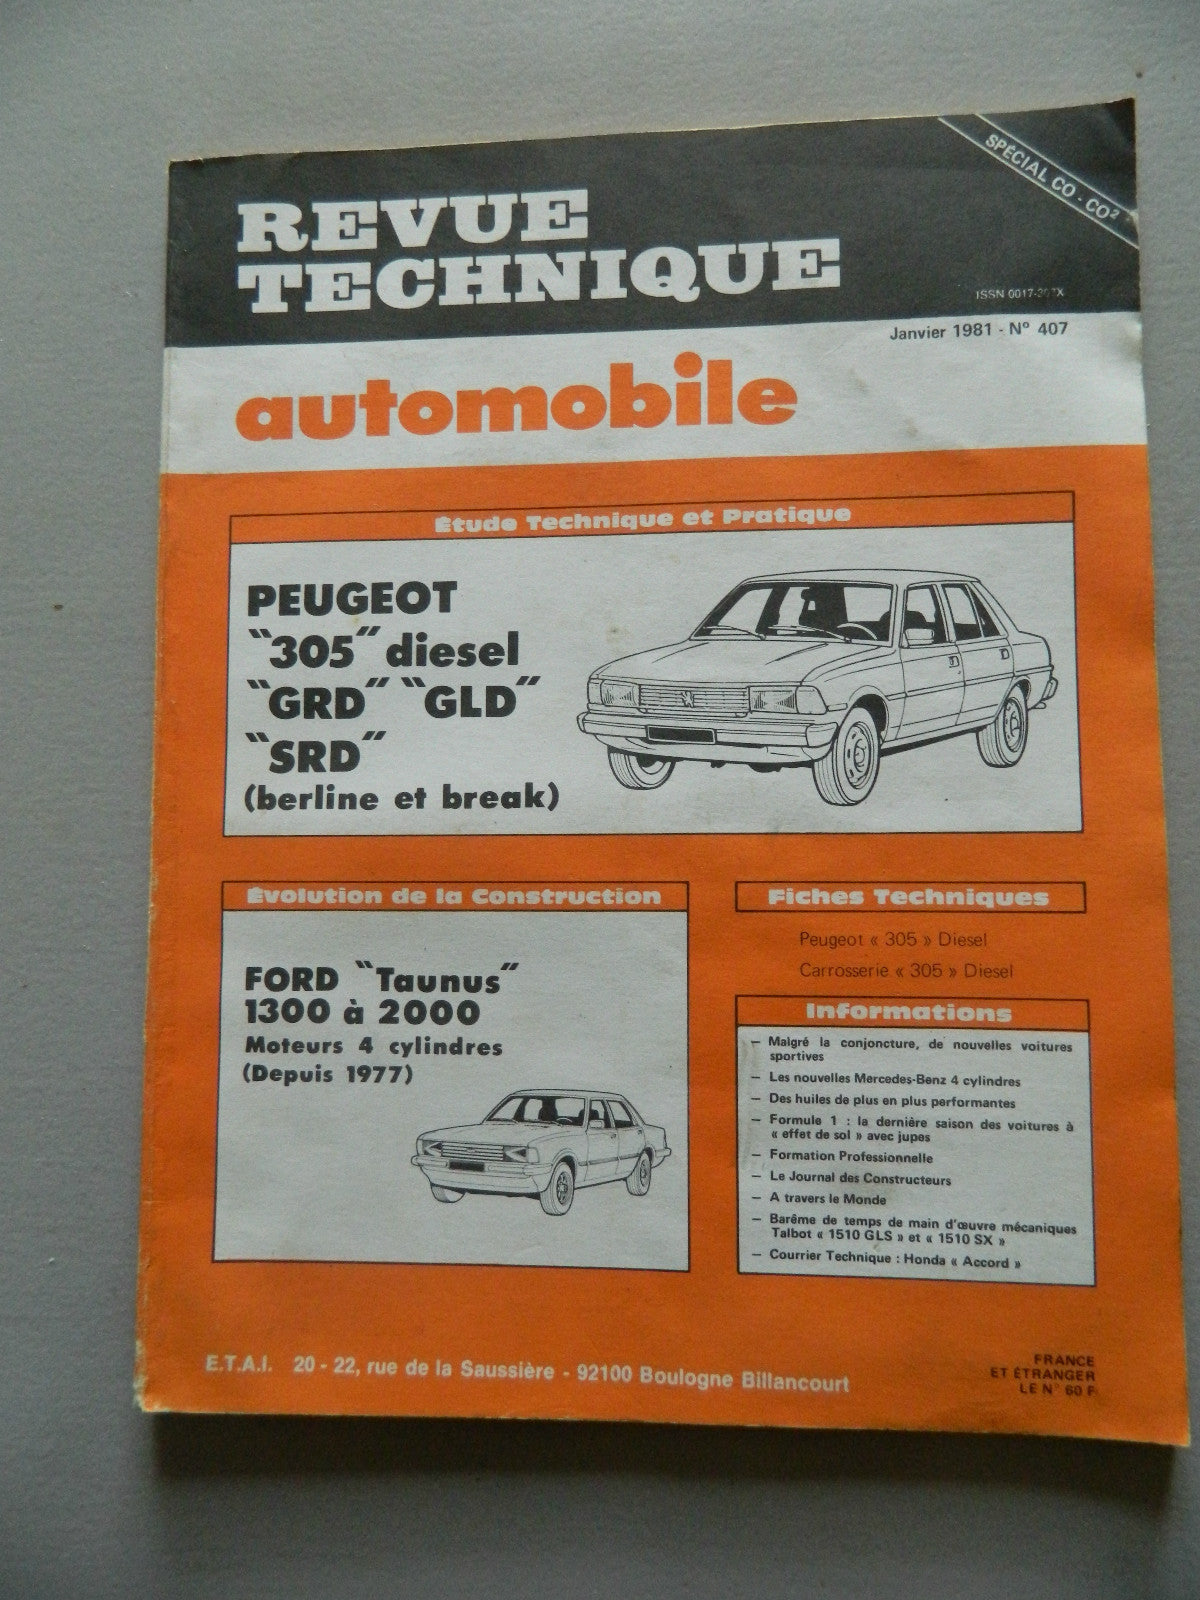 SPÉCIAL CO - CO²
REVUE
TECHNIQUE
Janvier 1981 - N° 407
automobile
Étude Technique et Pratique
PEUGEOT
"305" diesel
"GRD" "GLD"
"SRD"
(berline et break)
Évolution de la Construction
FORD "Taunus"
1300 à 2000
Moteurs 4 cylindres
(Depuis 1977)
Fiches Techniques
Peugeot « 305 » Diesel
Carrosserie « 305 » Diesel
Informations
— Malgré la conjoncture, de nouvelles voitures
sportives
— Les nouvelles Mercedes-Benz 4 cylindres
— Des huiles de plus en plus performantes
— Formule 1 : la dernière saison des voitures à
« effet de sol » avec jupes
— Formation Professionnelle
— Le Journal des Constructeurs
— A travers le Monde
— Barême de temps de main d'œuvre mécaniques
Talbot « 1510 GLS » et « 1510 SX »
— Courrier Technique : Honda « Accord »
E.T.A.I. 20 - 22, rue de la Saussière - 92100 Boulogne Billancourt
FRANCE
ET ÉTRANGER
LE N° 60 F
ISSN